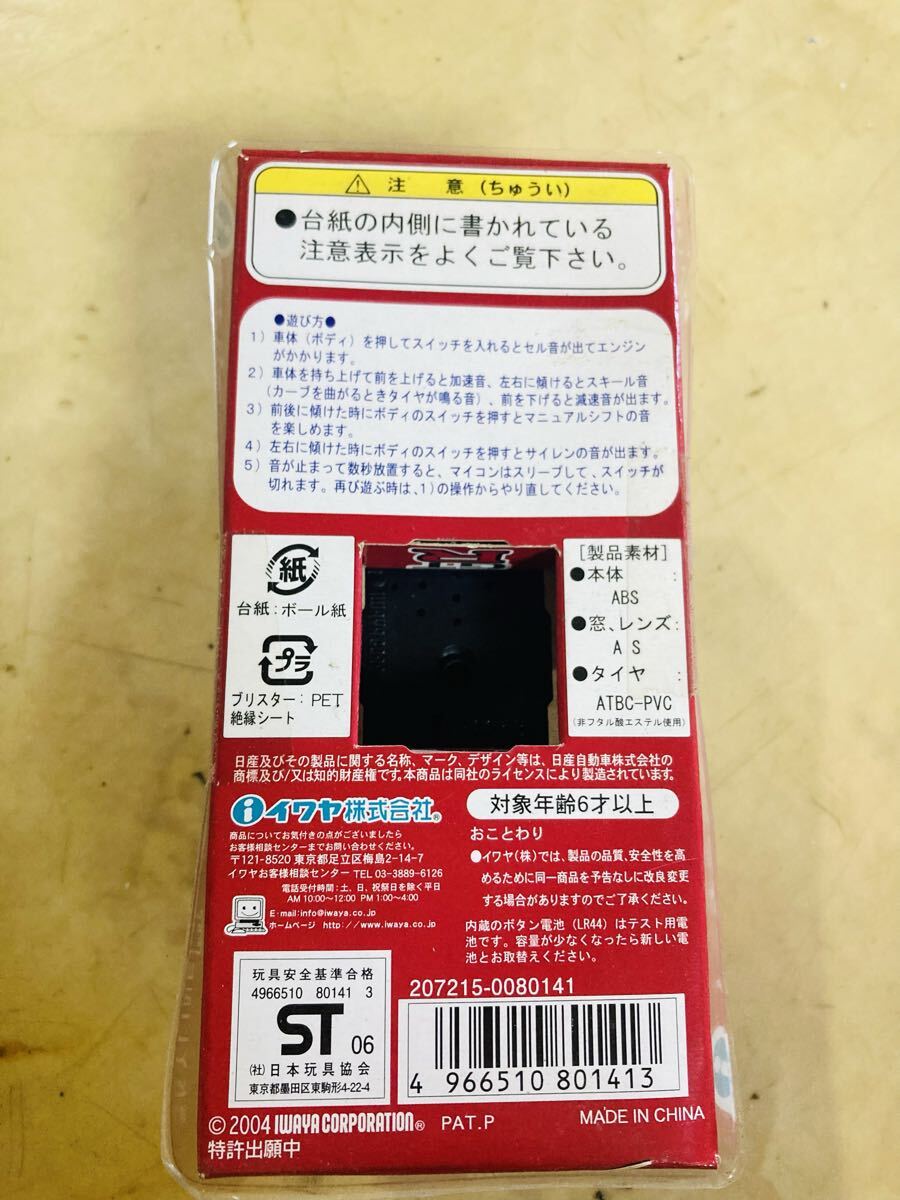 注 意 (ちゅうい)
●台紙の内側に書かれている
注意表示をよくご覧下さい。
●遊び方●
1）車体（ボディ）を押してスイッチを入れるとセル音が出てエンジン
がかかります。
2）車体を持ち上げて前を上げると加速音、左右に傾けるとスキール音
（カーブを曲がるときタイヤが鳴る音）、前を下げると減速音が出ます。
3）前後に傾けた時にボディのスイッチを押すとマニュアルシフトの音
を楽しめます。
4）左右に傾けた時にボディのスイッチを押すとサイレンの音が出ます。
5）音が止まって数秒放置すると、マイコンはスリープして、スイッチが
切れます。再び遊ぶ時は、1）の操作からやり直してください。
紙
台紙：ボール紙
プラ
ブリスター：PET
絶縁シート
[製品素材]
●本体 ：
ABS
●窓、レンズ：
AS
●タイヤ ：
ATBC-PVC
(非フタル酸エステル使用)
日産及びその製品に関する名称、マーク、デザイン等は、日産自動車株式会社の
商標及び/又は知的財産権です。本商品は同社のライセンスにより製造されています。
イワヤ株式会社®
商品についてお気付きの点がございましたら
お客様相談センターまでお問い合わせください。
〒121-8520 東京都足立区梅島2-14-7
イワヤお客様相談センター TEL 03-3889-6126
電話受付時間：土、日、祝祭日を除く平日
AM 10:00〜12:00 PM 1:00〜4:00
E-mail:info@iwaya.co.jp
ホームページ http://www.iwaya.co.jp
対象年齢6才以上
おことわり
●イワヤ(株)では、製品の品質、安全性を高
めるために同一商品を予告なしに改良変更
する場合がありますのでご了承ください。
内蔵のボタン電池（LR44）はテスト用電
池です。容量が少なくなったら新しい電
池とお取替えください。
玩具安全基準合格
4966510 80141 3
ST 06
(社)日本玩具協会
東京都墨田区東駒形4-22-4
207215-0080141
4 966510 801413
© 2004 IWAYA CORPORATION® PAT.P
MADE IN CHINA
特許出願中